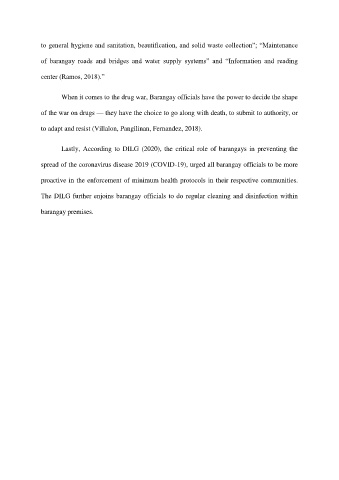 to general hygiene and sanitation, beautification, and solid waste collection”; “Maintenance
of barangay roads and bridges and water supply systems” and “Information and reading
center (Ramos, 2018).”
When it comes to the drug war, Barangay officials have the power to decide the shape
of the war on drugs — they have the choice to go along with death, to submit to authority, or
to adapt and resist (Villalon, Pangilinan, Fernandez, 2018).
Lastly, According to DILG (2020), the critical role of barangays in preventing the
spread of the coronavirus disease 2019 (COVID-19), urged all barangay officials to be more
proactive in the enforcement of minimum health protocols in their respective communities.
The DILG further enjoins barangay officials to do regular cleaning and disinfection within
barangay premises.